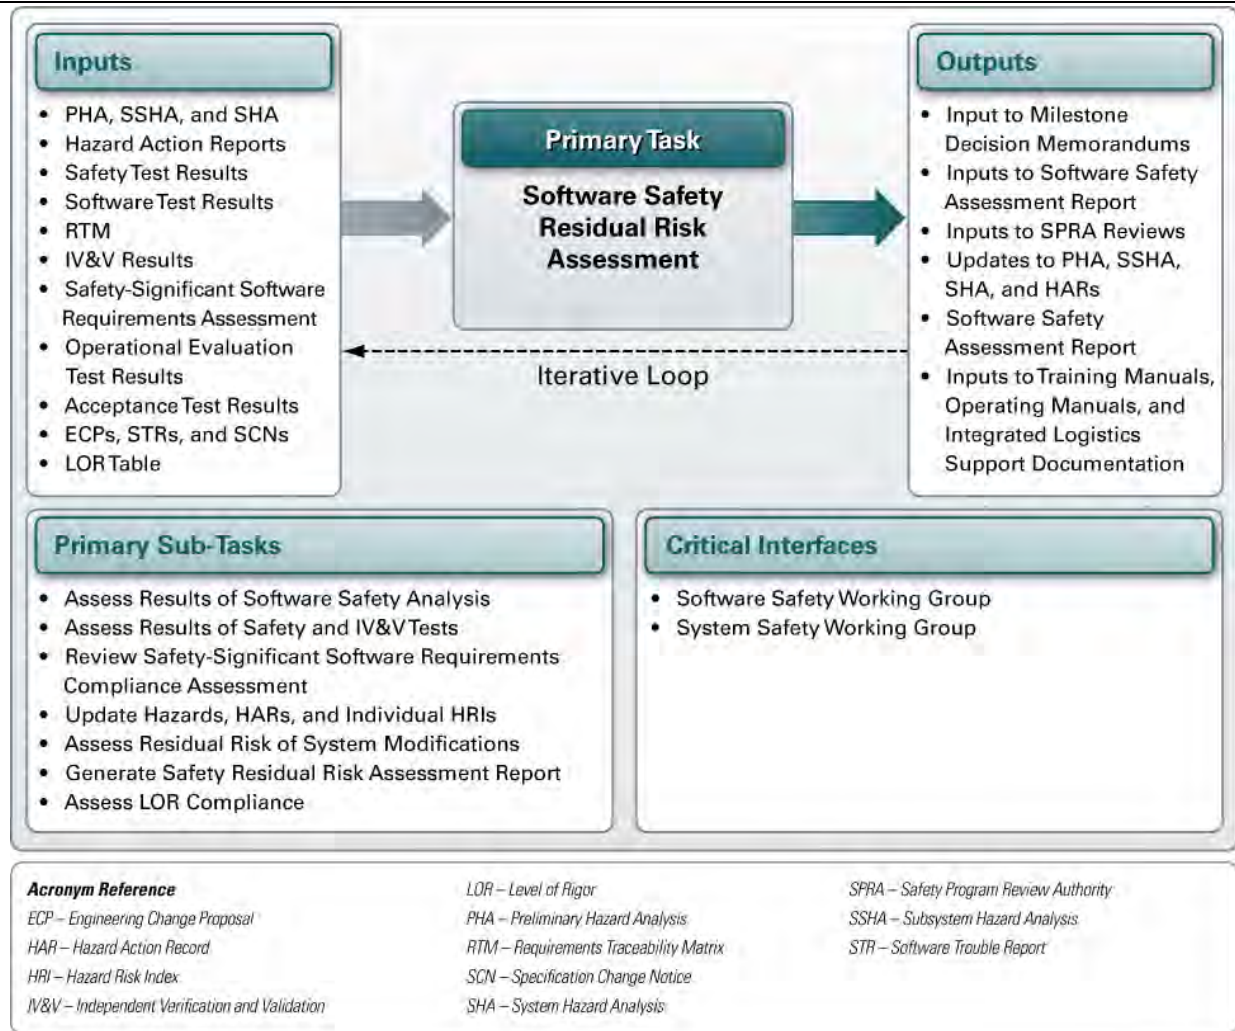 Inputs
• PHA, SSHA, and SHA
• Hazard Action Reports
• Safety Test Results
• Software Test Results
• RTM
• IV&V Results
• Safety-Significant Software
Requirements Assessment
• Operational Evaluation
Test Results
• Acceptance Test Results
• ECPs, STRs, and SCNs
• LOR Table
Primary Task
Software Safety
Residual Risk
Assessment
Iterative Loop
Outputs
• Input to Milestone
Decision Memorandums
• Inputs to Software Safety
Assessment Report
• Inputs to SPRA Reviews
• Updates to PHA, SSHA,
SHA, and HARs
• Software Safety
Assessment Report
• Inputs to Training Manuals,
Operating Manuals, and
Integrated Logistics
Support Documentation
Primary Sub-Tasks
• Assess Results of Software Safety Analysis
• Assess Results of Safety and IV&V Tests
• Review Safety-Significant Software Requirements
Compliance Assessment
• Update Hazards, HARs, and Individual HRIs
• Assess Residual Risk of System Modifications
• Generate Safety Residual Risk Assessment Report
• Assess LOR Compliance
Critical Interfaces
• Software Safety Working Group
• System Safety Working Group
Acronym Reference
ECP – Engineering Change Proposal
HAR – Hazard Action Record
HRI – Hazard Risk Index
IV&V – Independent Verification and Validation
LOR – Level of Rigor
PHA – Preliminary Hazard Analysis
RTM – Requirements Traceability Matrix
SCN – Specification Change Notice
SHA – System Hazard Analysis
SPRA – Safety Program Review Authority
SSHA – Subsystem Hazard Analysis
STR – Software Trouble Report